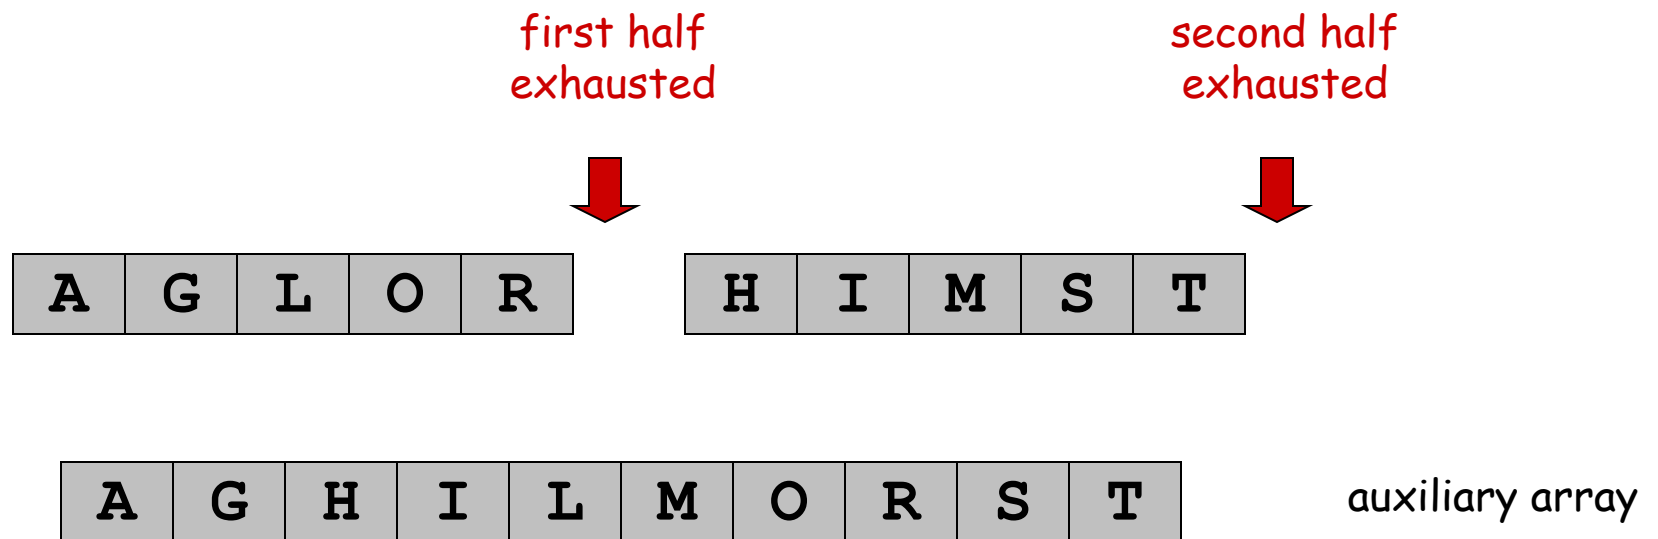 first half
exhausted
second half
exhausted
A G L O R
H I M S T
A G H I L M O R S T
auxiliary array